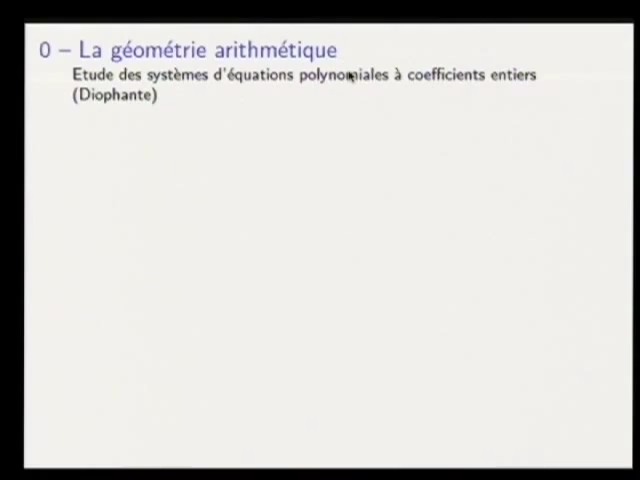 0 – La géométrie arithmétique
Etude des systèmes d'équations polynomiales à coefficients entiers
(Diophante)